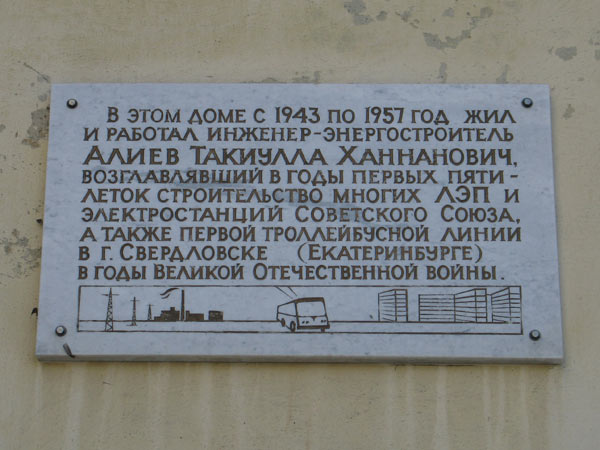 В этом доме с 1943 по 1957 год жил
и работал инженер-энергостроитель
Алиев Такиулла Ханнанович,
возглавлявший в годы первых пяти-
леток строительство многих ЛЭП и
электростанций Советского Союза,
а также первой троллейбусной линии
в г. Свердловске (Екатеринбурге)
в годы Великой Отечественной войны.